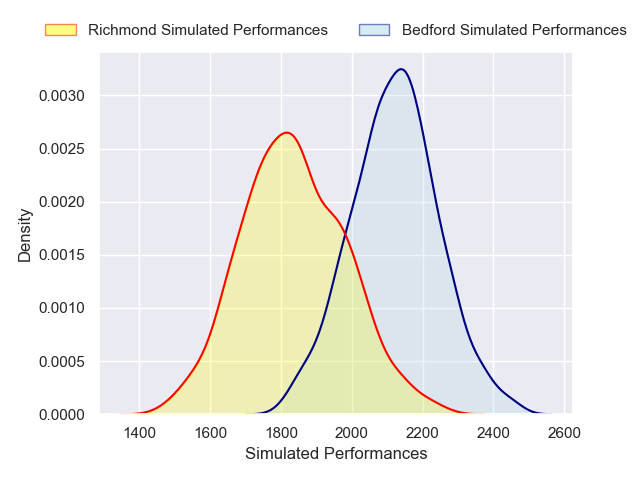 Richmond Simulated Performances Bedford Simulated Performances
0.0030
0.0025
0.0020
0.0015
0.0010
0.0005
0.0000
Density
1400 1600 1800 2000 2200 2400 2600
Simulated Performances